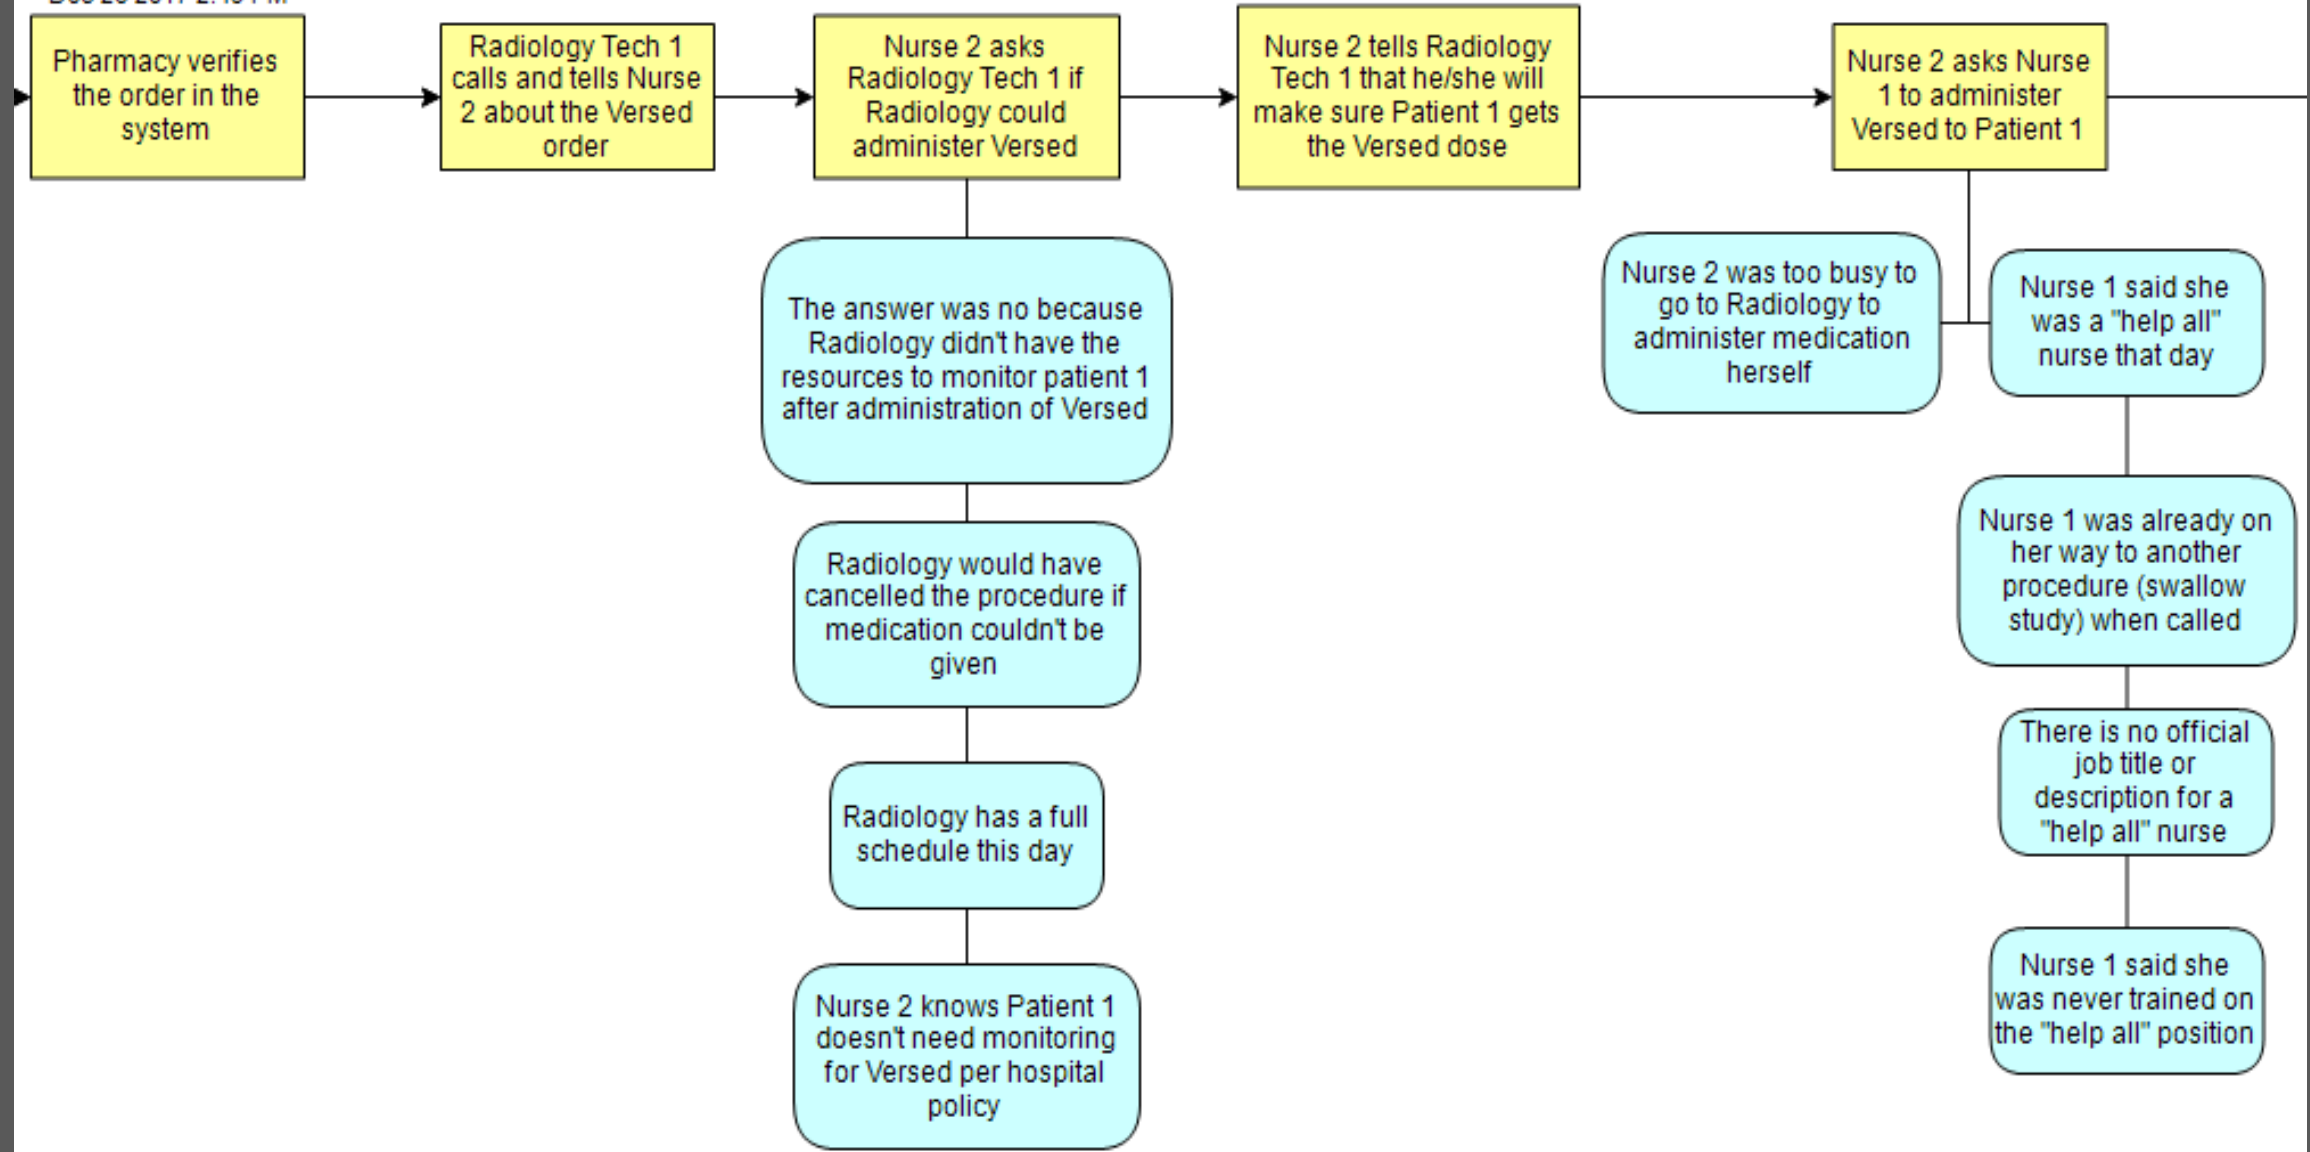 Pharmacy verifies
the order in the
system
Radiology Tech 1
calls and tells Nurse
2 about the Versed
order
Nurse 2 asks
Radiology Tech 1 if
Radiology could
administer Versed
Nurse 2 tells Radiology
Tech 1 that he/she will
make sure Patient 1 gets
the Versed dose
Nurse 2 asks Nurse
1 to administer
Versed to Patient 1
The answer was no because
Radiology didn't have the
resources to monitor patient 1
after administration of Versed
Radiology would have
cancelled the procedure if
medication couldn't be
given
Radiology has a full
schedule this day
Nurse 2 knows Patient 1
doesn't need monitoring
for Versed per hospital
policy
Nurse 2 was too busy to
go to Radiology to
administer medication
herself
Nurse 1 said she
was a "help all"
nurse that day
Nurse 1 was already on
her way to another
procedure (swallow
study) when called
There is no official
job title or
description for a
"help all" nurse
Nurse 1 said she
was never trained on
the "help all" position